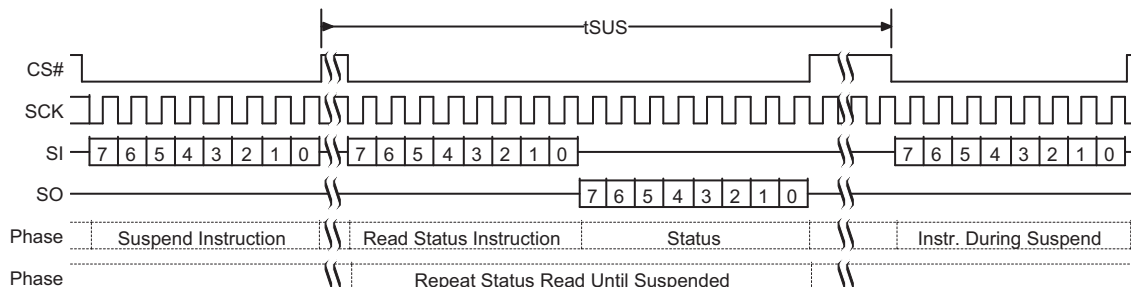 tSUS
CS#
SCK
SI 7 6 5 4 3 2 1 0 7 6 5 4 3 2 1 0 7 6 5 4 3 2 1 0
SO 7 6 5 4 3 2 1 0
Phase Suspend Instruction Read Status Instruction Status Instr. During Suspend
Phase Repeat Status Read Until Suspended